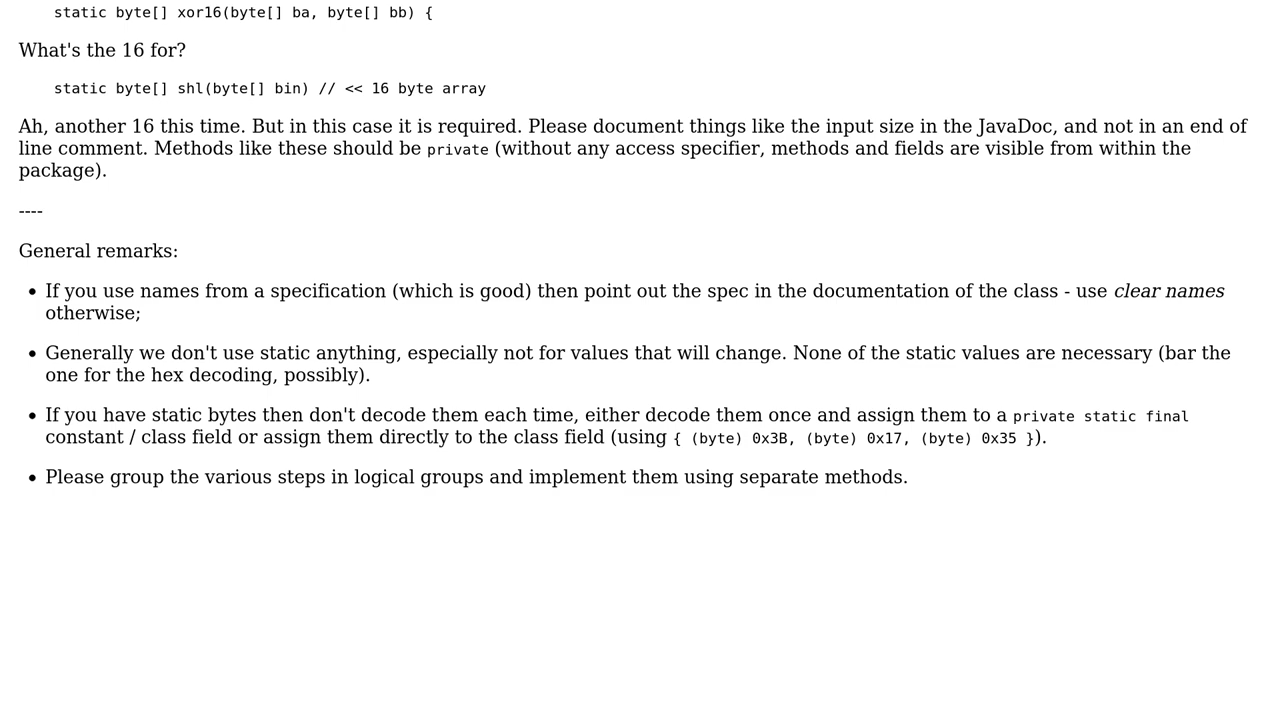 static byte[] xor16(byte[] ba, byte[] bb) {
What's the 16 for?
static byte[] shl(byte[] bin) // << 16 byte array
Ah, another 16 this time. But in this case it is required. Please document things like the input size in the JavaDoc, and not in an end of
line comment. Methods like these should be private (without any access specifier, methods and fields are visible from within the
package).
----
General remarks:
• If you use names from a specification (which is good) then point out the spec in the documentation of the class - use clear names
otherwise;
• Generally we don't use static anything, especially not for values that will change. None of the static values are necessary (bar the
one for the hex decoding, possibly).
• If you have static bytes then don't decode them each time, either decode them once and assign them to a private static final
constant / class field or assign them directly to the class field (using { (byte) 0x3B, (byte) 0x17, (byte) 0x35 }).
• Please group the various steps in logical groups and implement them using separate methods.